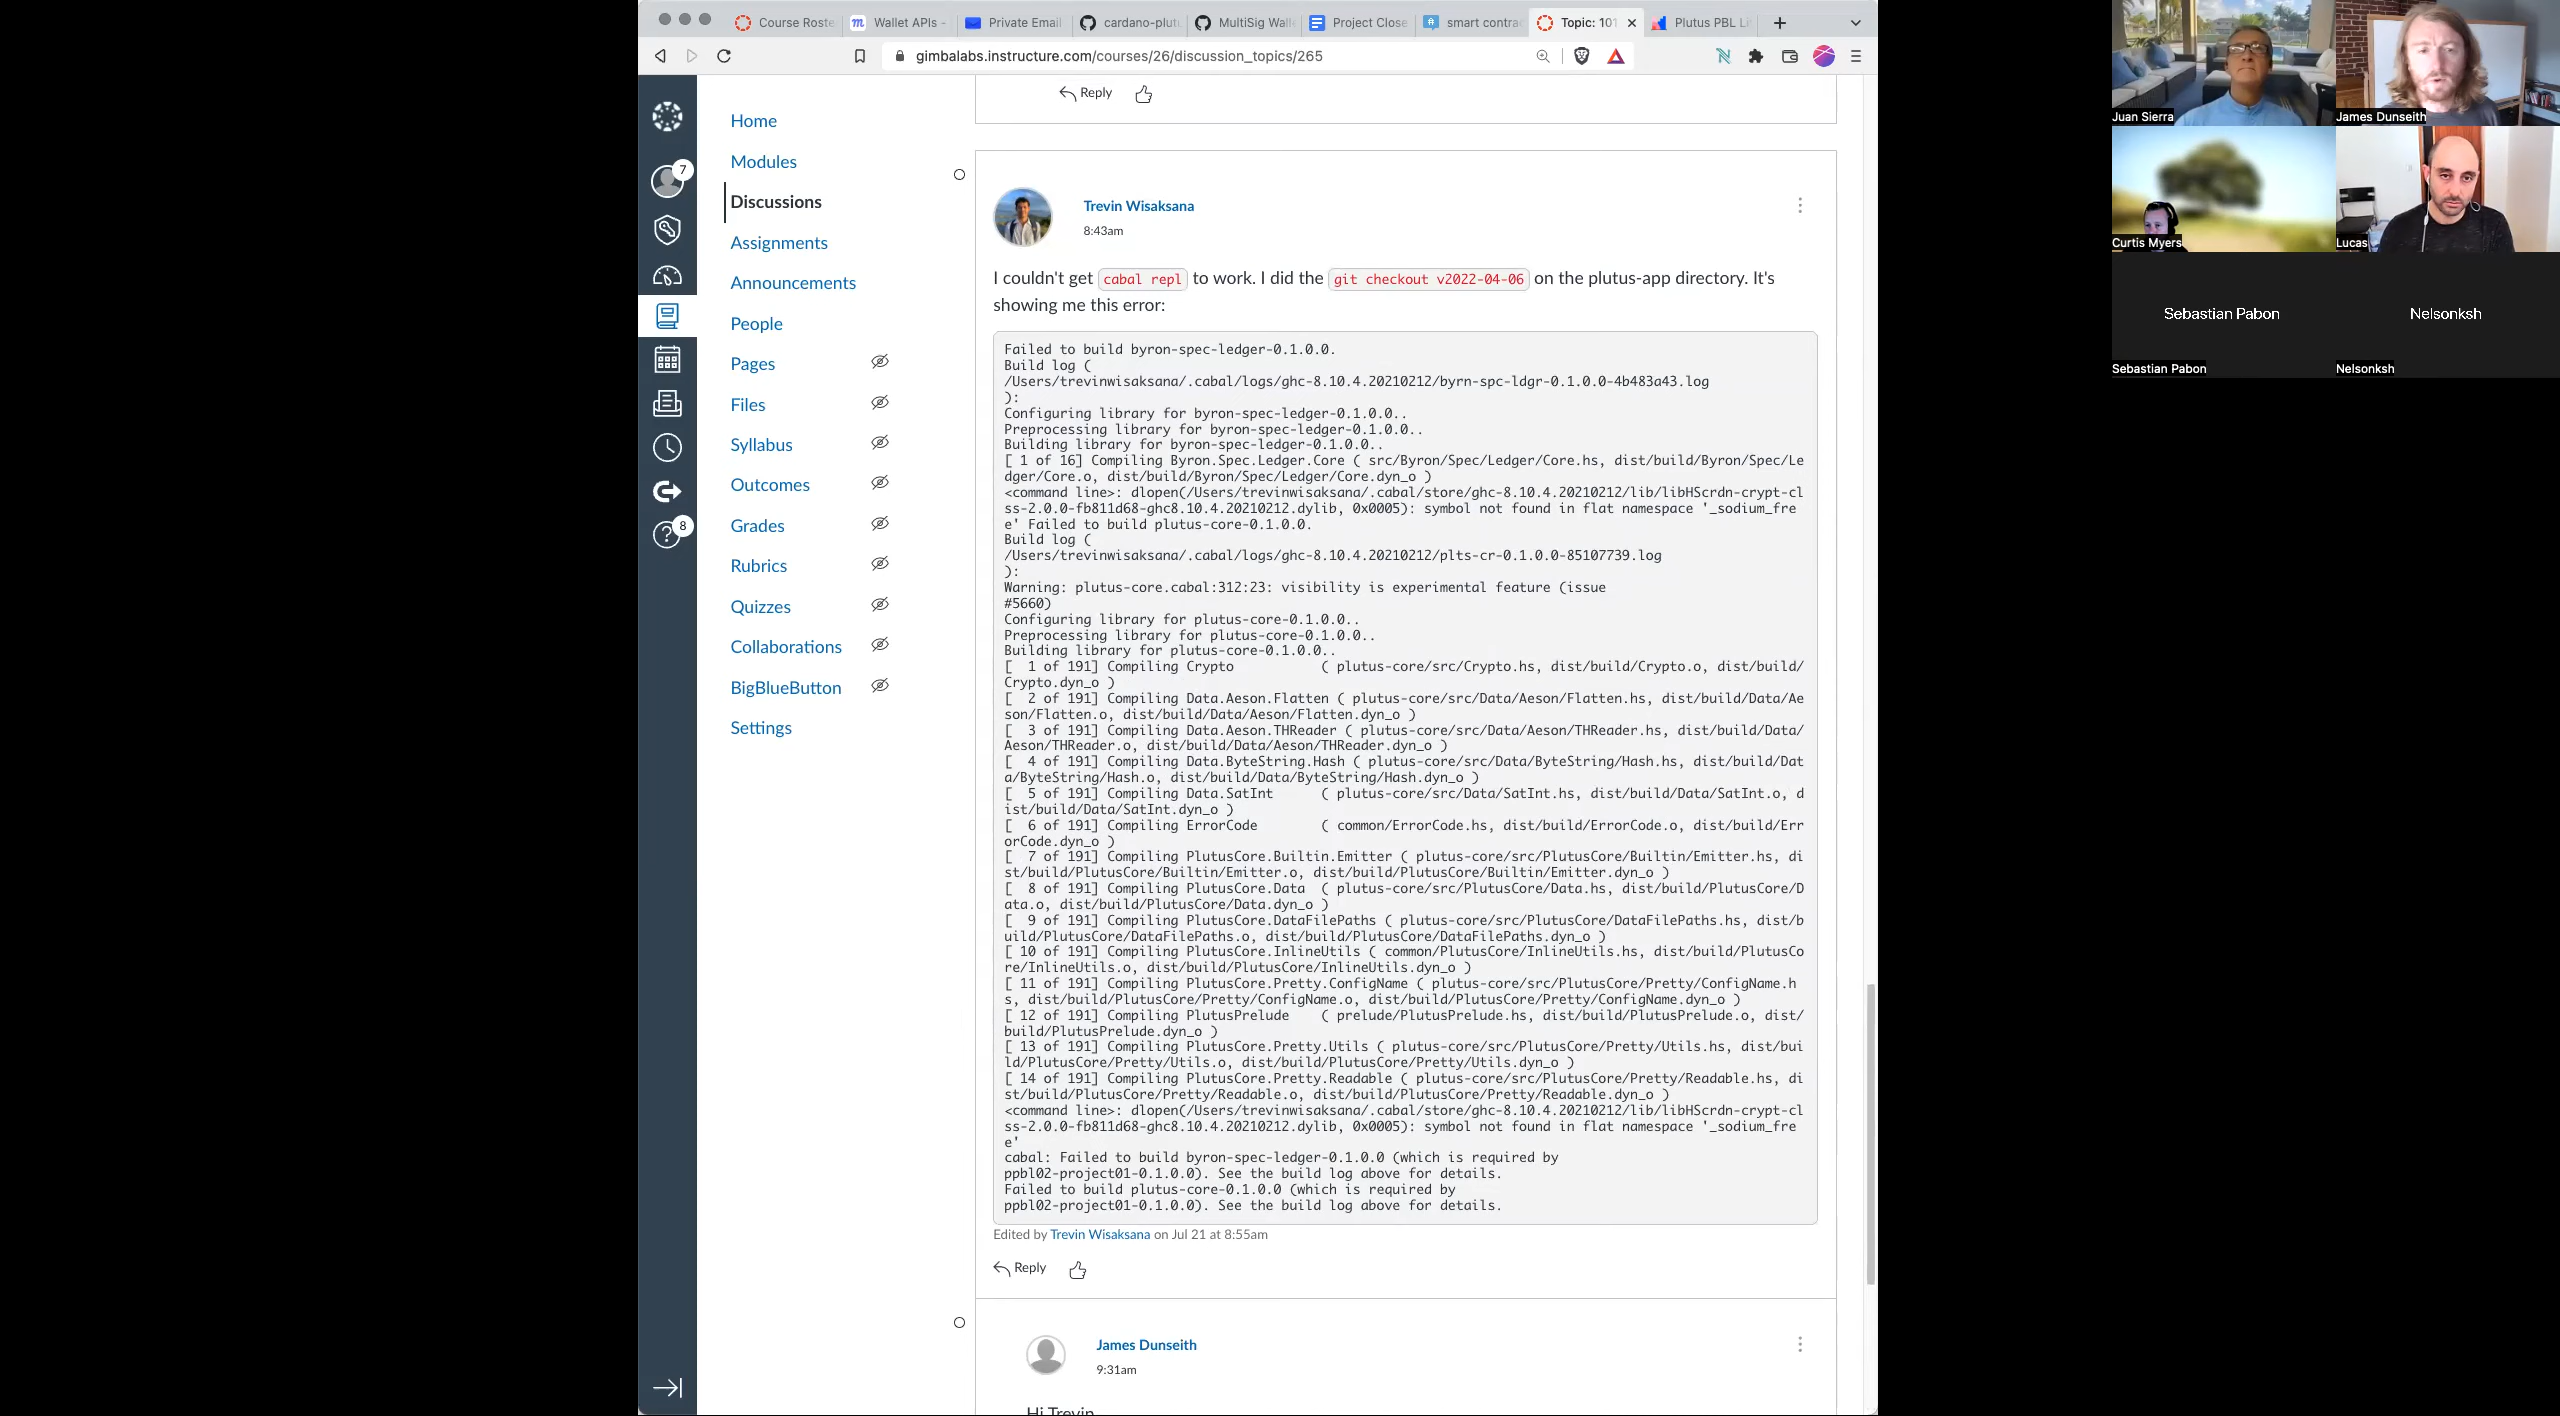 Course Roste
Wallet APIs -
Private Email
cardano-plut
MultiSig Wall
Project Close
smart contrac
Topic: 101
Plutus PBL Li
gimbalabs.instructure.com/courses/26/discussion_topics/265
7
8
Home
Modules
Discussions
Assignments
Announcements
People
Pages
Files
Syllabus
Outcomes
Grades
Rubrics
Quizzes
Collaborations
BigBlueButton
Settings
Reply
Trevin Wisaksana
8:43am
I couldn't get cabal repl to work. I did the git checkout v2022-04-06 on the plutus-app directory. It's
showing me this error:
Failed to build byron-spec-ledger-0.1.0.0.
Build log (
/Users/trevinwisaksana/.cabal/logs/ghc-8.10.4.20210212/byrn-spc-ldgr-0.1.0.0-4b483a43.log
):
Configuring library for byron-spec-ledger-0.1.0.0..
Preprocessing library for byron-spec-ledger-0.1.0.0..
Building library for byron-spec-ledger-0.1.0.0..
[ 1 of 16] Compiling Byron.Spec.Ledger.Core ( src/Byron/Spec/Ledger/Core.hs, dist/build/Byron/Spec/Le
dger/Core.o, dist/build/Byron/Spec/Ledger/Core.dyn_o )
<command line>: dlopen(/Users/trevinwisaksana/.cabal/store/ghc-8.10.4.20210212/lib/libHScrdn-crypt-cl
ss-2.0.0-fb811d68-ghc8.10.4.20210212.dylib, 0x0005): symbol not found in flat namespace '_sodium_fre
e' Failed to build plutus-core-0.1.0.0.
Build log (
/Users/trevinwisaksana/.cabal/logs/ghc-8.10.4.20210212/plts-cr-0.1.0.0-85107739.log
):
Warning: plutus-core.cabal:312:23: visibility is experimental feature (issue
#5660)
Configuring library for plutus-core-0.1.0.0..
Preprocessing library for plutus-core-0.1.0.0..
Building library for plutus-core-0.1.0.0..
[ 1 of 191] Compiling Crypto ( plutus-core/src/Crypto.hs, dist/build/Crypto.o, dist/build/
Crypto.dyn_o )
[ 2 of 191] Compiling Data.Aeson.Flatten ( plutus-core/src/Data/Aeson/Flatten.hs, dist/build/Data/Ae
son/Flatten.o, dist/build/Data/Aeson/Flatten.dyn_o )
[ 3 of 191] Compiling Data.Aeson.THReader ( plutus-core/src/Data/Aeson/THReader.hs, dist/build/Data/
Aeson/THReader.o, dist/build/Data/Aeson/THReader.dyn_o )
[ 4 of 191] Compiling Data.ByteString.Hash ( plutus-core/src/Data/ByteString/Hash.hs, dist/build/Dat
a/ByteString/Hash.o, dist/build/Data/ByteString/Hash.dyn_o )
[ 5 of 191] Compiling Data.SatInt ( plutus-core/src/Data/SatInt.hs, dist/build/Data/SatInt.o, d
ist/build/Data/SatInt.dyn_o )
[ 6 of 191] Compiling ErrorCode ( common/ErrorCode.hs, dist/build/ErrorCode.o, dist/build/Err
orCode.dyn_o )
[ 7 of 191] Compiling PlutusCore.Builtin.Emitter ( plutus-core/src/PlutusCore/Builtin/Emitter.hs, di
st/build/PlutusCore/Builtin/Emitter.o, dist/build/PlutusCore/Builtin/Emitter.dyn_o )
[ 8 of 191] Compiling PlutusCore.Data ( plutus-core/src/PlutusCore/Data.hs, dist/build/PlutusCore/D
ata.o, dist/build/PlutusCore/Data.dyn_o )
[ 9 of 191] Compiling PlutusCore.DataFilePaths ( plutus-core/src/PlutusCore/DataFilePaths.hs, dist/b
uild/PlutusCore/DataFilePaths.o, dist/build/PlutusCore/DataFilePaths.dyn_o )
[ 10 of 191] Compiling PlutusCore.InlineUtils ( common/PlutusCore/InlineUtils.hs, dist/build/PlutusCo
re/InlineUtils.o, dist/build/PlutusCore/InlineUtils.dyn_o )
[ 11 of 191] Compiling PlutusCore.Pretty.ConfigName ( plutus-core/src/PlutusCore/Pretty/ConfigName.h
s, dist/build/PlutusCore/Pretty/ConfigName.o, dist/build/PlutusCore/Pretty/ConfigName.dyn_o )
[ 12 of 191] Compiling PlutusPrelude ( prelude/PlutusPrelude.hs, dist/build/PlutusPrelude.o, dist/
build/PlutusPrelude.dyn_o )
[ 13 of 191] Compiling PlutusCore.Pretty.Utils ( plutus-core/src/PlutusCore/Pretty/Utils.hs, dist/bui
ld/PlutusCore/Pretty/Utils.o, dist/build/PlutusCore/Pretty/Utils.dyn_o )
[ 14 of 191] Compiling PlutusCore.Pretty.Readable ( plutus-core/src/PlutusCore/Pretty/Readable.hs, di
st/build/PlutusCore/Pretty/Readable.o, dist/build/PlutusCore/Pretty/Readable.dyn_o )
<command line>: dlopen(/Users/trevinwisaksana/.cabal/store/ghc-8.10.4.20210212/lib/libHScrdn-crypt-cl
ss-2.0.0-fb811d68-ghc8.10.4.20210212.dylib, 0x0005): symbol not found in flat namespace '_sodium_fre
e'
cabal: Failed to build byron-spec-ledger-0.1.0.0 (which is required by
ppbl02-project01-0.1.0.0). See the build log above for details.
Failed to build plutus-core-0.1.0.0 (which is required by
ppbl02-project01-0.1.0.0). See the build log above for details.
Edited by Trevin Wisaksana on Jul 21 at 8:55am
Reply
James Dunseith
9:31am
Hi Trevin
Juan Sierra
James Dunseith
Curtis Myers
Lucas
Sebastian Pabon
Nelsonksh
Sebastian Pabon
Nelsonksh